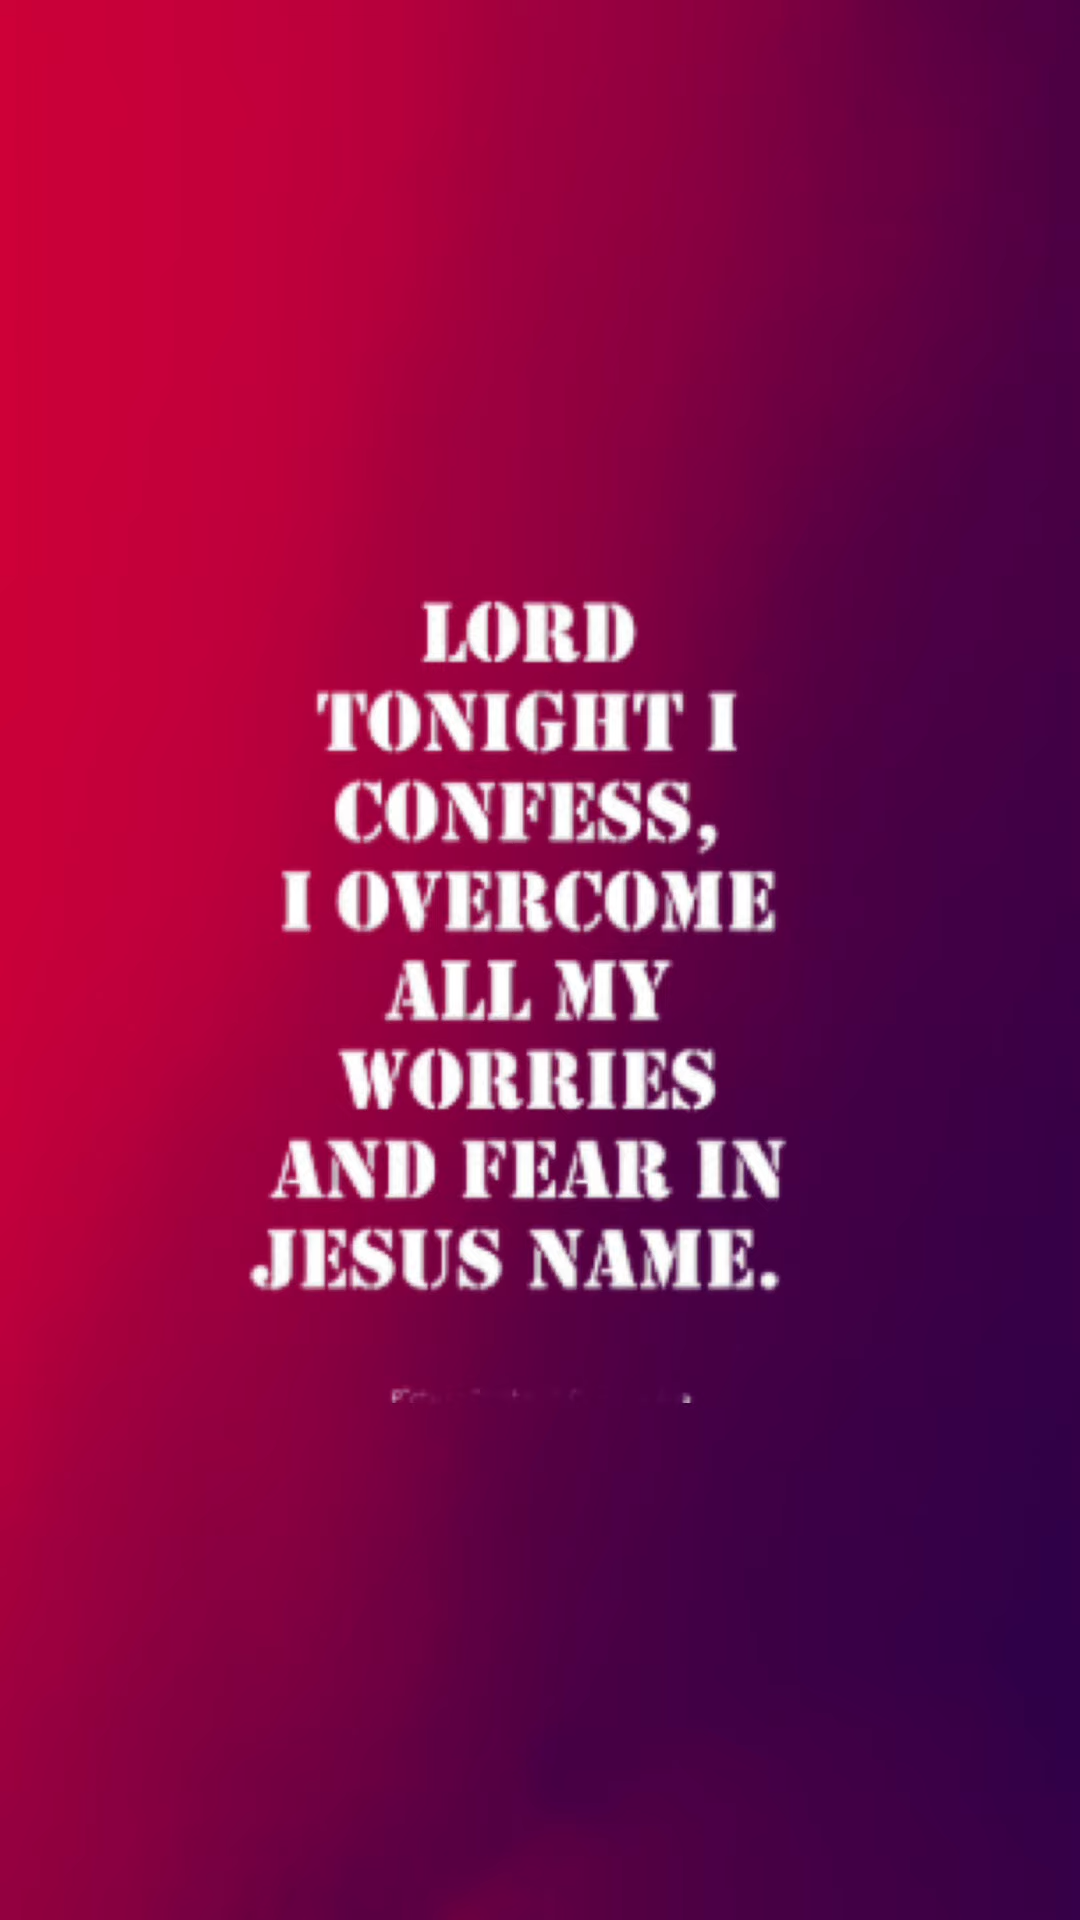 LORD
TONIGHT I
CONFESS,
I OVERCOME
ALL MY
WORRIES
AND FEAR IN
JESUS NAME.